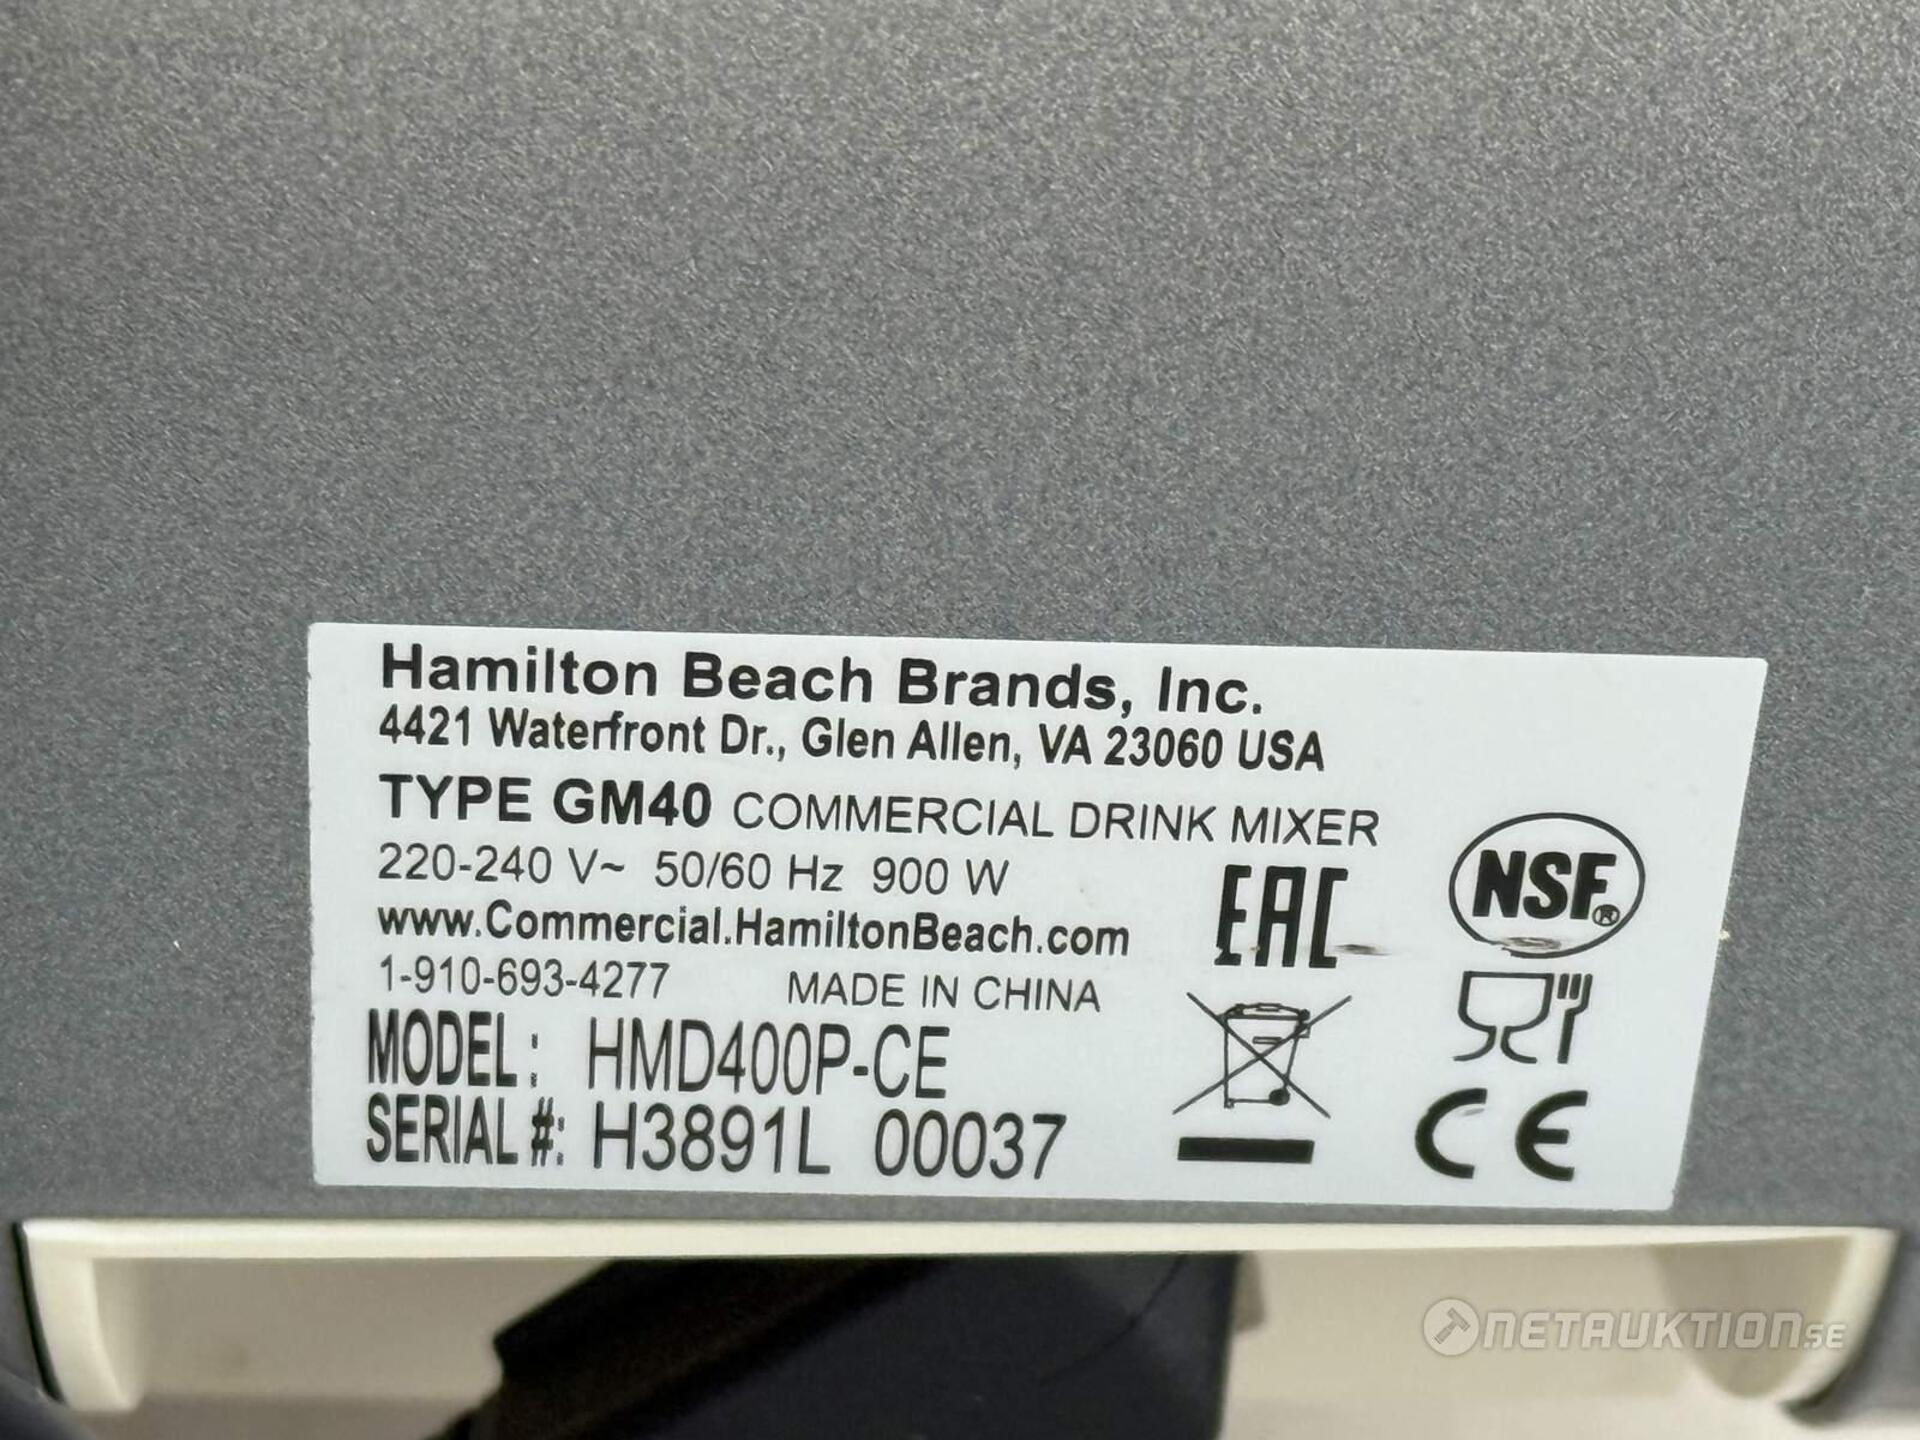 Hamilton Beach Brands, Inc.
4421 Waterfront Dr., Glen Allen, VA 23060 USA
TYPE GM40 COMMERCIAL DRINK MIXER
220-240 V~ 50/60 Hz 900 W
www.Commercial.HamiltonBeach.com
1-910-693-4277 MADE IN CHINA
MODEL: HMD400P-CE
SERIAL #: H3891L 00037
EAC
NSF®
CE
NETAUKTION.SE